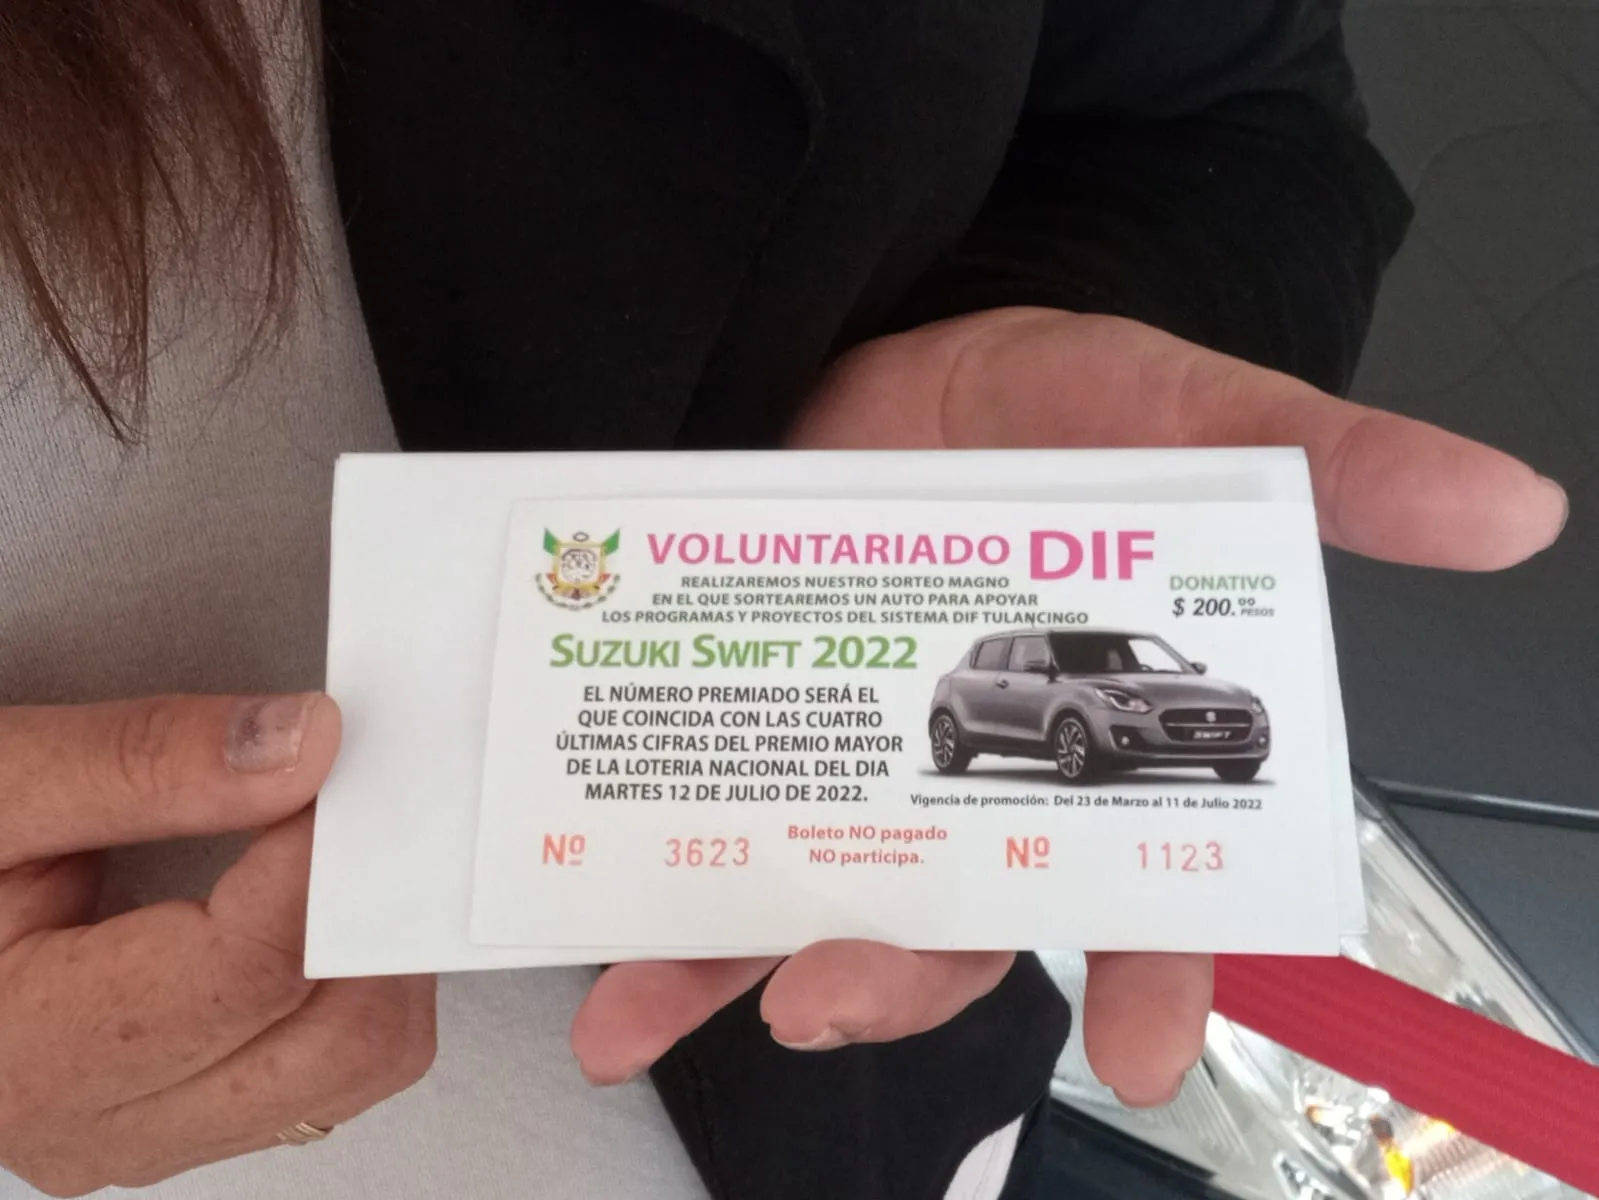 VOLUNTARIADO DIF
REALIZAREMOS NUESTRO SORTEO MAGNO
EN EL QUE SORTEAREMOS UN AUTO PARA APOYAR
LOS PROGRAMAS Y PROYECTOS DEL SISTEMA DIF TULANCINGO
DONATIVO
$ 200.00 PESOS
SUZUKI SWIFT 2022
EL NÚMERO PREMIADO SERÁ EL
QUE COINCIDA CON LAS CUATRO
ÚLTIMAS CIFRAS DEL PREMIO MAYOR
DE LA LOTERIA NACIONAL DEL DIA
MARTES 12 DE JULIO DE 2022.
SWIFT
Vigencia de promoción: Del 23 de Marzo al 11 de Julio 2022
Nº 3623
Boleto NO pagado
NO participa.
Nº 1123